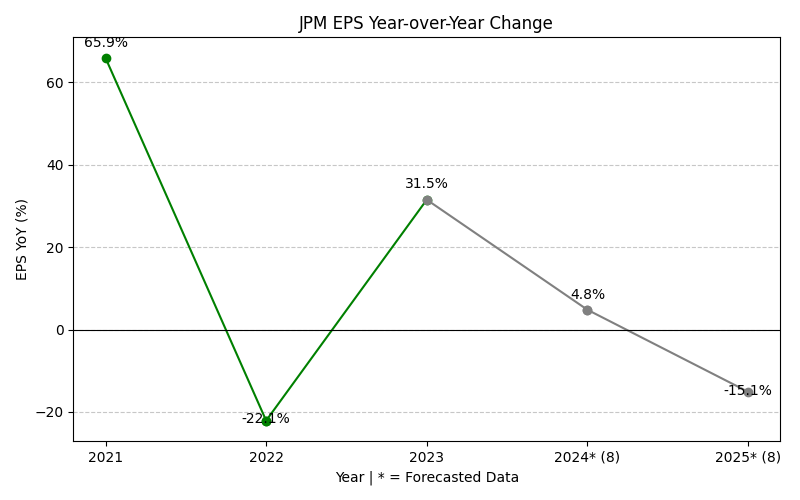 JPM EPS Year-over-Year Change
65.9%
60
40
31.5%
20
4.8%
0
-15.1%
-22.1%
−20
EPS YoY (%)
2021 2022 2023 2024* (8) 2025* (8)
Year | * = Forecasted Data